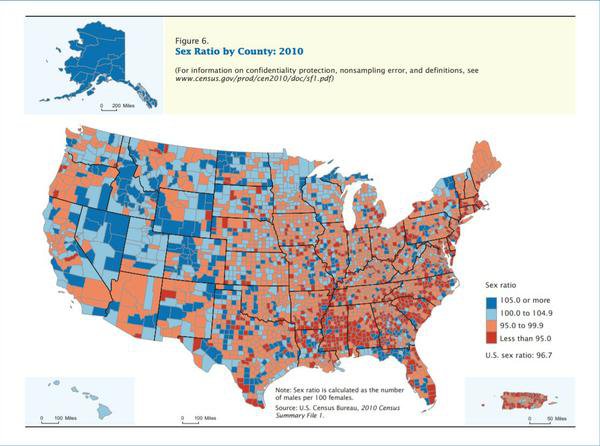 Figure 6.
Sex Ratio by County: 2010
(For information on confidentiality protection, nonsampling error, and definitions, see
www.census.gov/prod/cen2010/doc/sf1.pdf)
0 200 Miles
Sex ratio
105.0 or more
100.0 to 104.9
95.0 to 99.9
Less than 95.0
U.S. sex ratio: 96.7
Note: Sex ratio is calculated as the number
of males per 100 females.
Source: U.S. Census Bureau, 2010 Census
Summary File 1.
0 100 Miles
0 100 Miles
0 50 Miles